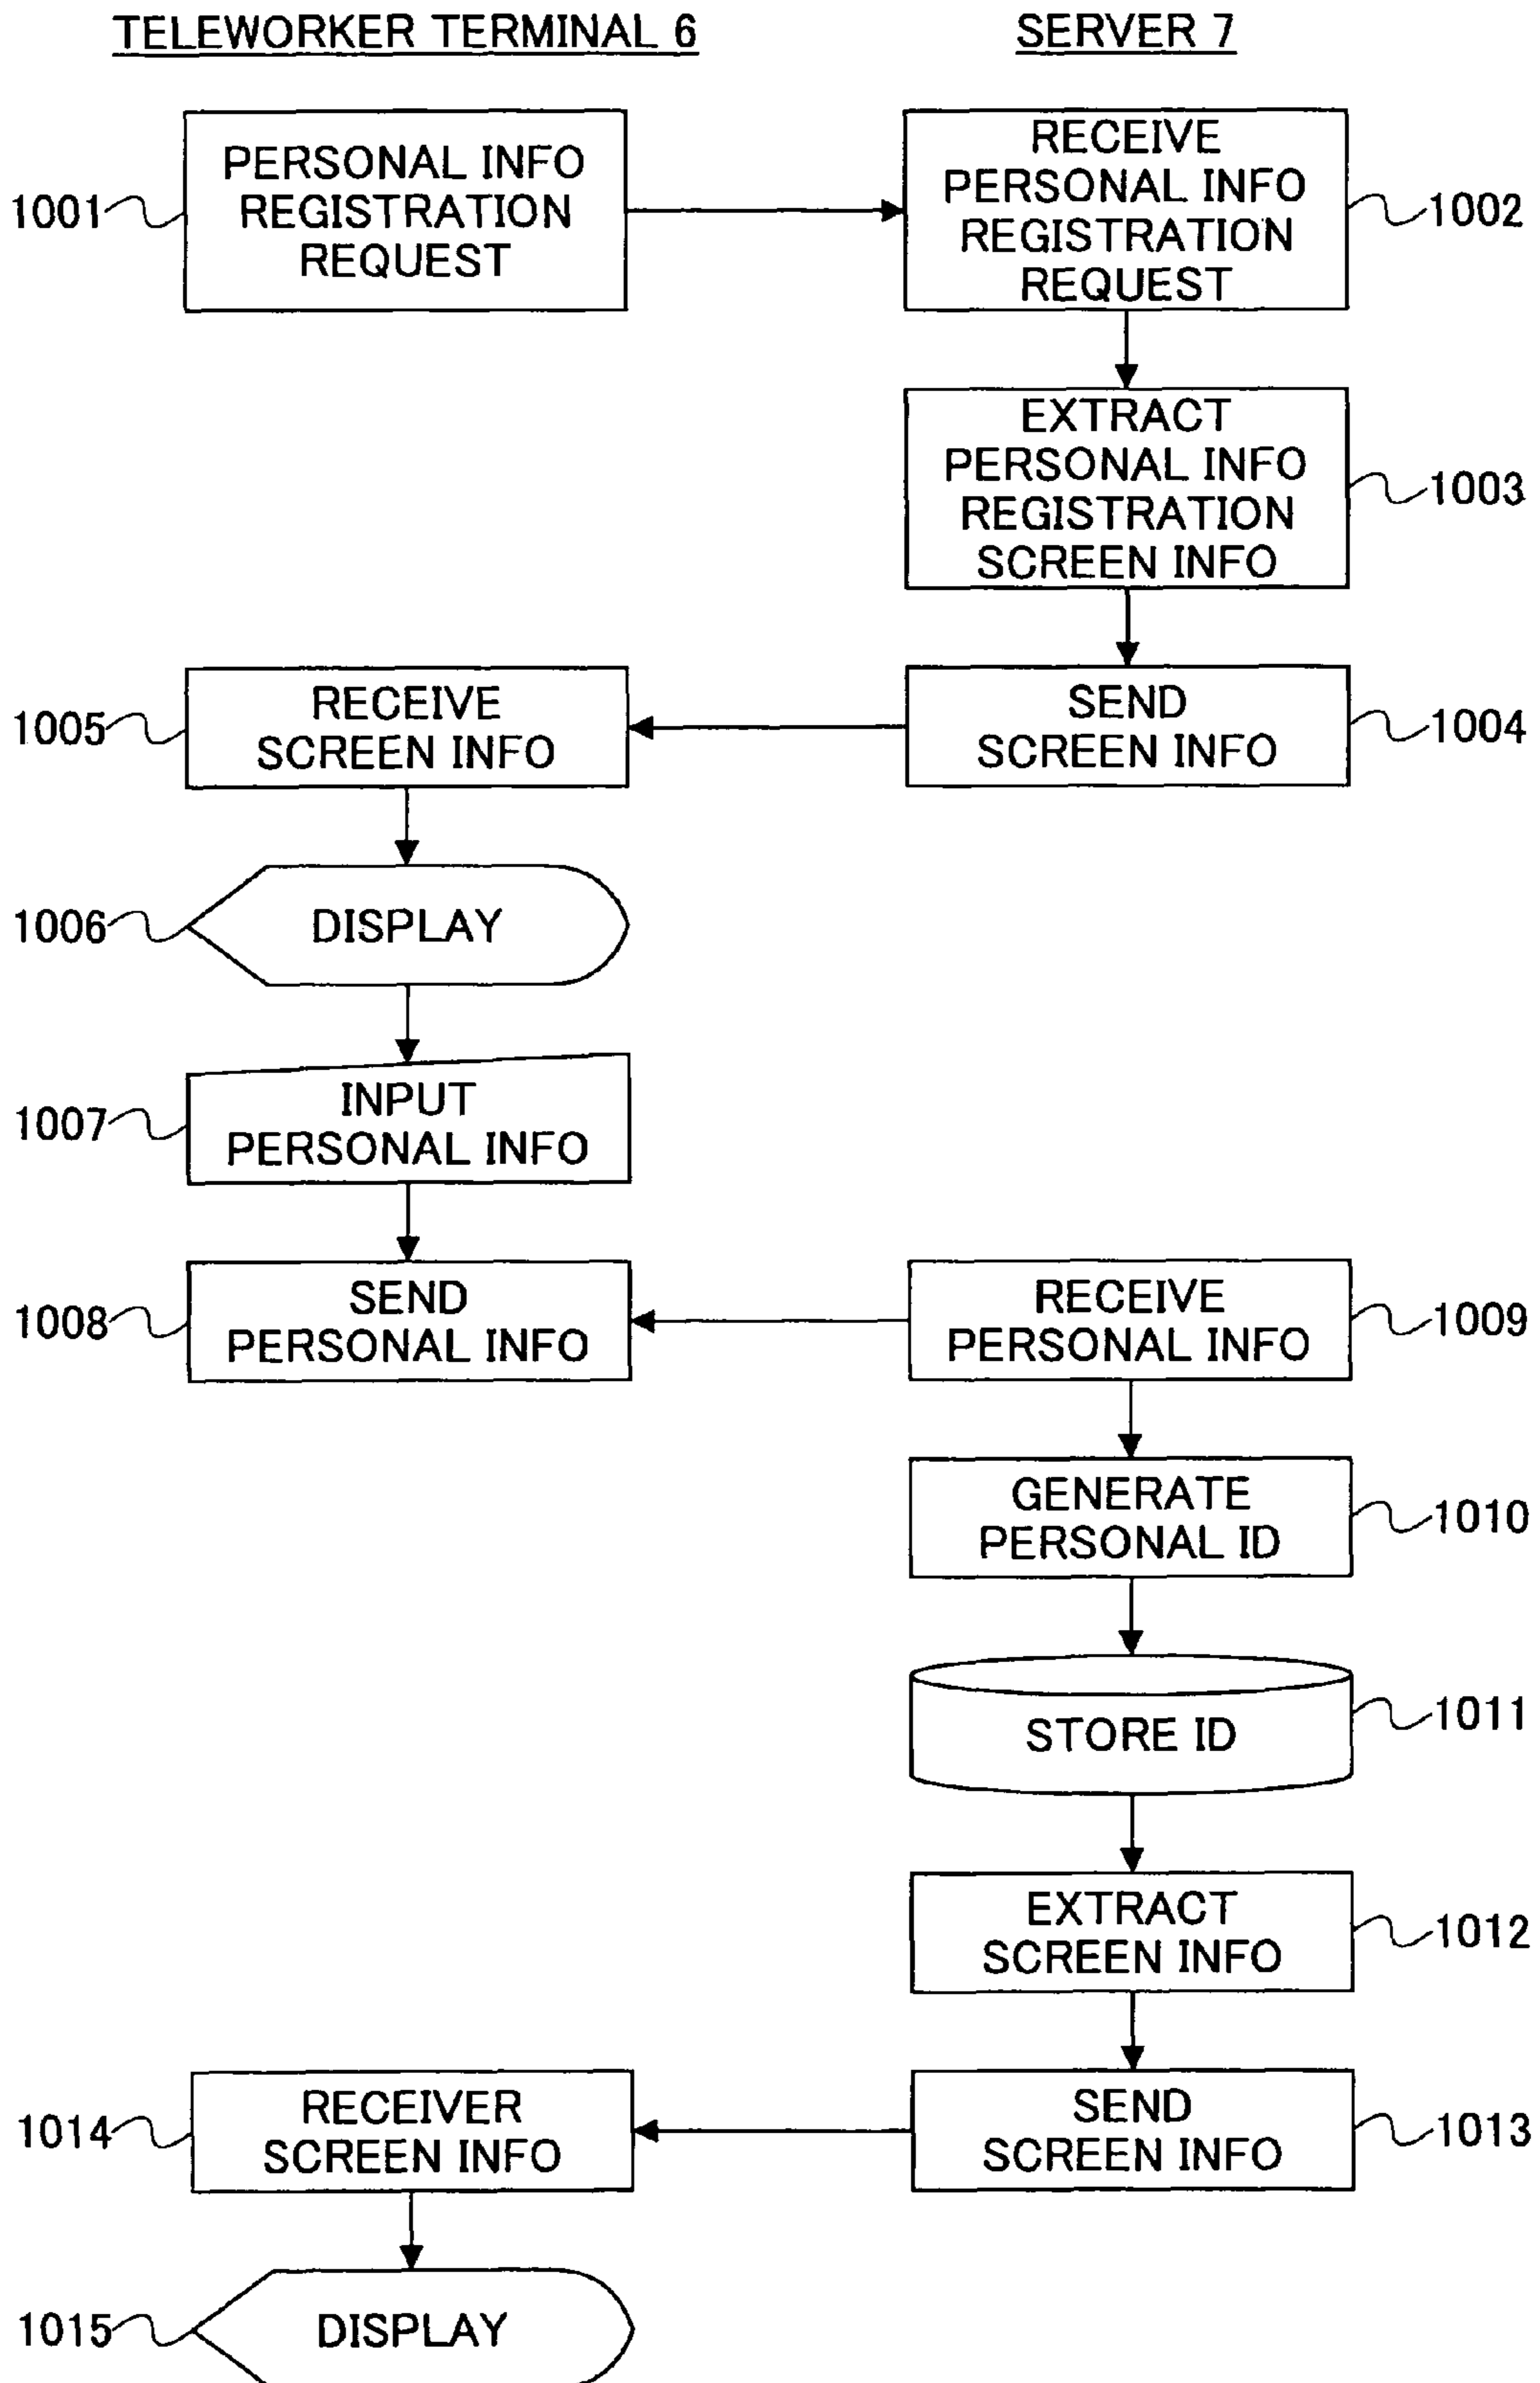 TELEWORKER TERMINAL 6
SERVER 7
1001
PERSONAL INFO
REGISTRATION
REQUEST
RECEIVE
PERSONAL INFO
REGISTRATION
REQUEST
1002
EXTRACT
PERSONAL INFO
REGISTRATION
SCREEN INFO
1003
SEND
SCREEN INFO
1004
1005
RECEIVE
SCREEN INFO
1006
DISPLAY
1007
INPUT
PERSONAL INFO
1008
SEND
PERSONAL INFO
RECEIVE
PERSONAL INFO
1009
GENERATE
PERSONAL ID
1010
STORE ID
1011
EXTRACT
SCREEN INFO
1012
SEND
SCREEN INFO
1013
1014
RECEIVER
SCREEN INFO
1015
DISPLAY